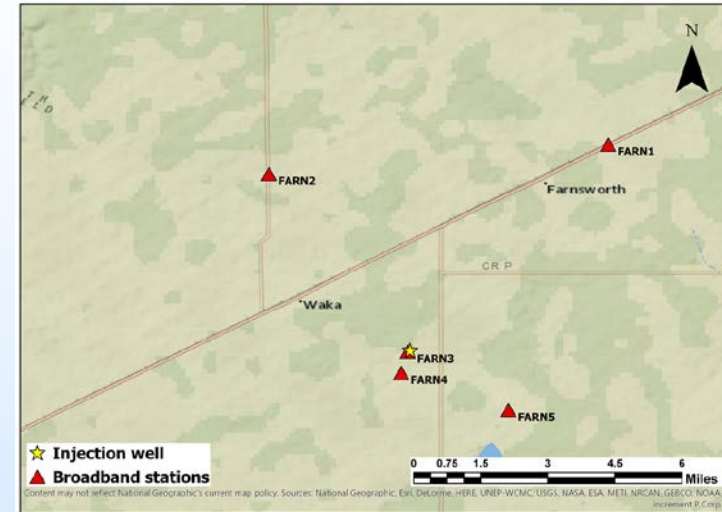 N
FARN1
FARN2
Farnsworth
CR P
Waka
FARN3
FARN4
FARN5
Injection well
Broadband stations
0 0.75 1.5 3 4.5 6
Miles
Content may not reflect National Geographic's current map policy. Sources: National Geographic, Esri, DeLorme, HERE, UNEP-WCMC, USGS, NASA, ESA, METI, NRCAN, GEBCO, NOAA,
increment P Corp.